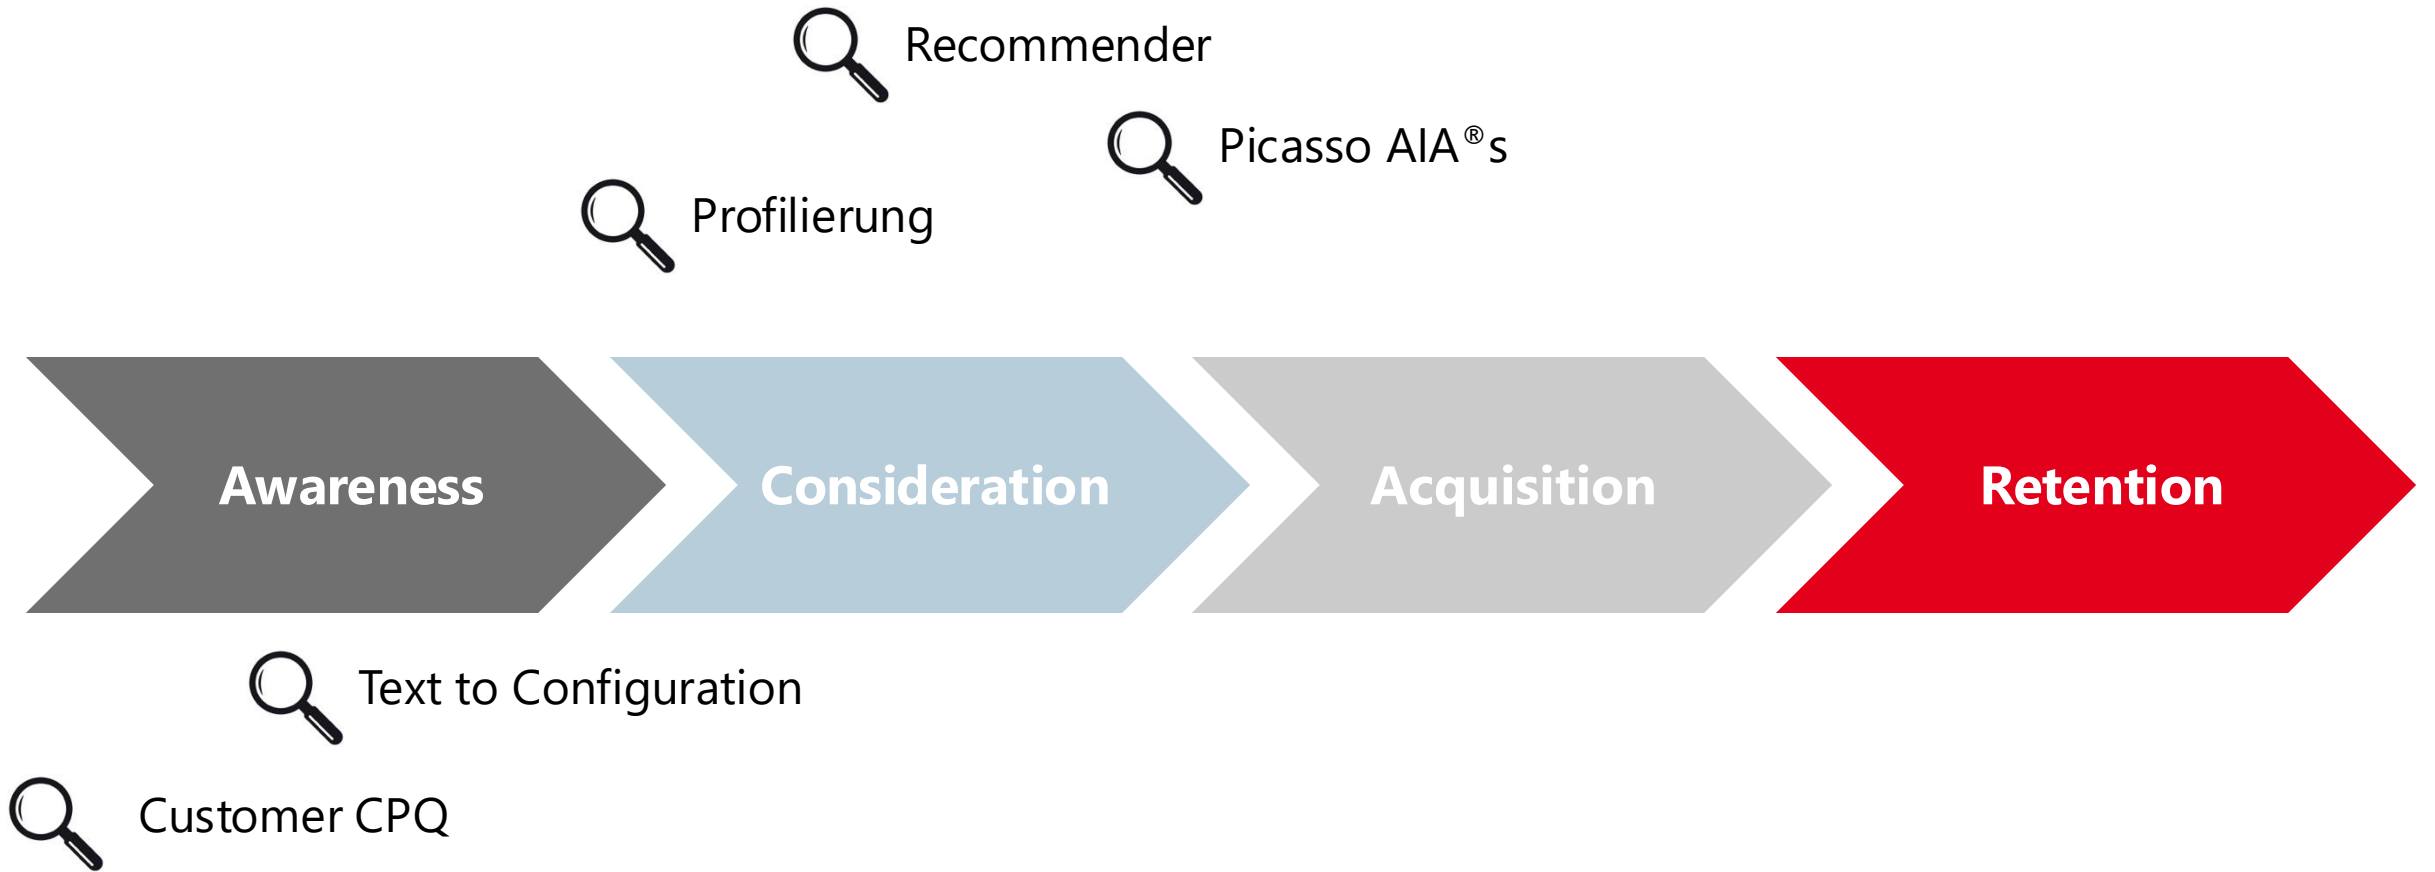 Recommender
Picasso AIA®s
Profilierung
Awareness
Consideration
Acquisition
Retention
Text to Configuration
Customer CPQ